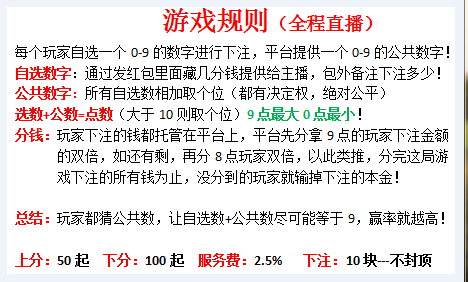 游戏规则（全程直播）
每个玩家自选一个 0-9 的数字进行下注，平台提供一个 0-9 的公共数字！
自选数字：通过发红包里面藏几分钱提供给主播，包外备注下注多少！
公共数字：所有自选数相加取个位（都有决定权，绝对公平）
选数+公数=点数（大于 10 则取个位）9 点最大 0 点最小！
分钱：玩家下注的钱都托管在平台上，平台先分拿 9 点的玩家下注金额
的双倍，如还有剩，再分 8 点玩家双倍，以此类推，分完这局游
戏下注的所有钱为止，没分到的玩家就输掉下注的本金！
总结：玩家都猜公共数，让自选数+公共数尽可能等于 9，赢率就越高！
上分：50 起 下分：100 起 服务费：2.5% 下注：10 块---不封顶